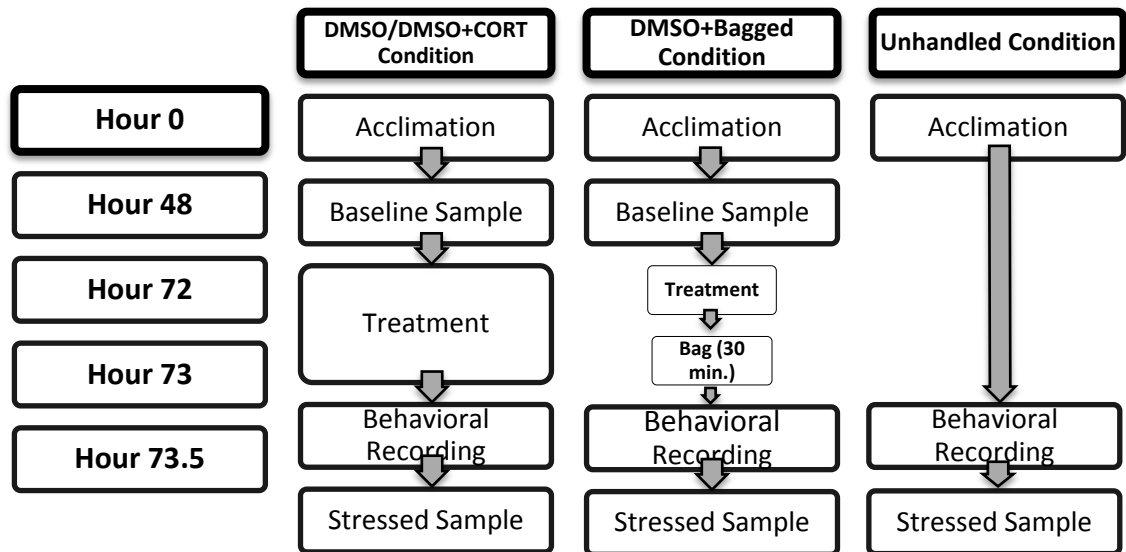 DMSO/DMSO+CORT
Condition
DMSO+Bagged
Condition
Unhandled Condition
Hour 0
Hour 48
Hour 72
Hour 73
Hour 73.5
Acclimation
Baseline Sample
Treatment
Behavioral
Recording
Stressed Sample
Acclimation
Baseline Sample
Treatment
Bag (30
min.)
Behavioral
Recording
Stressed Sample
Acclimation
Behavioral
Recording
Stressed Sample